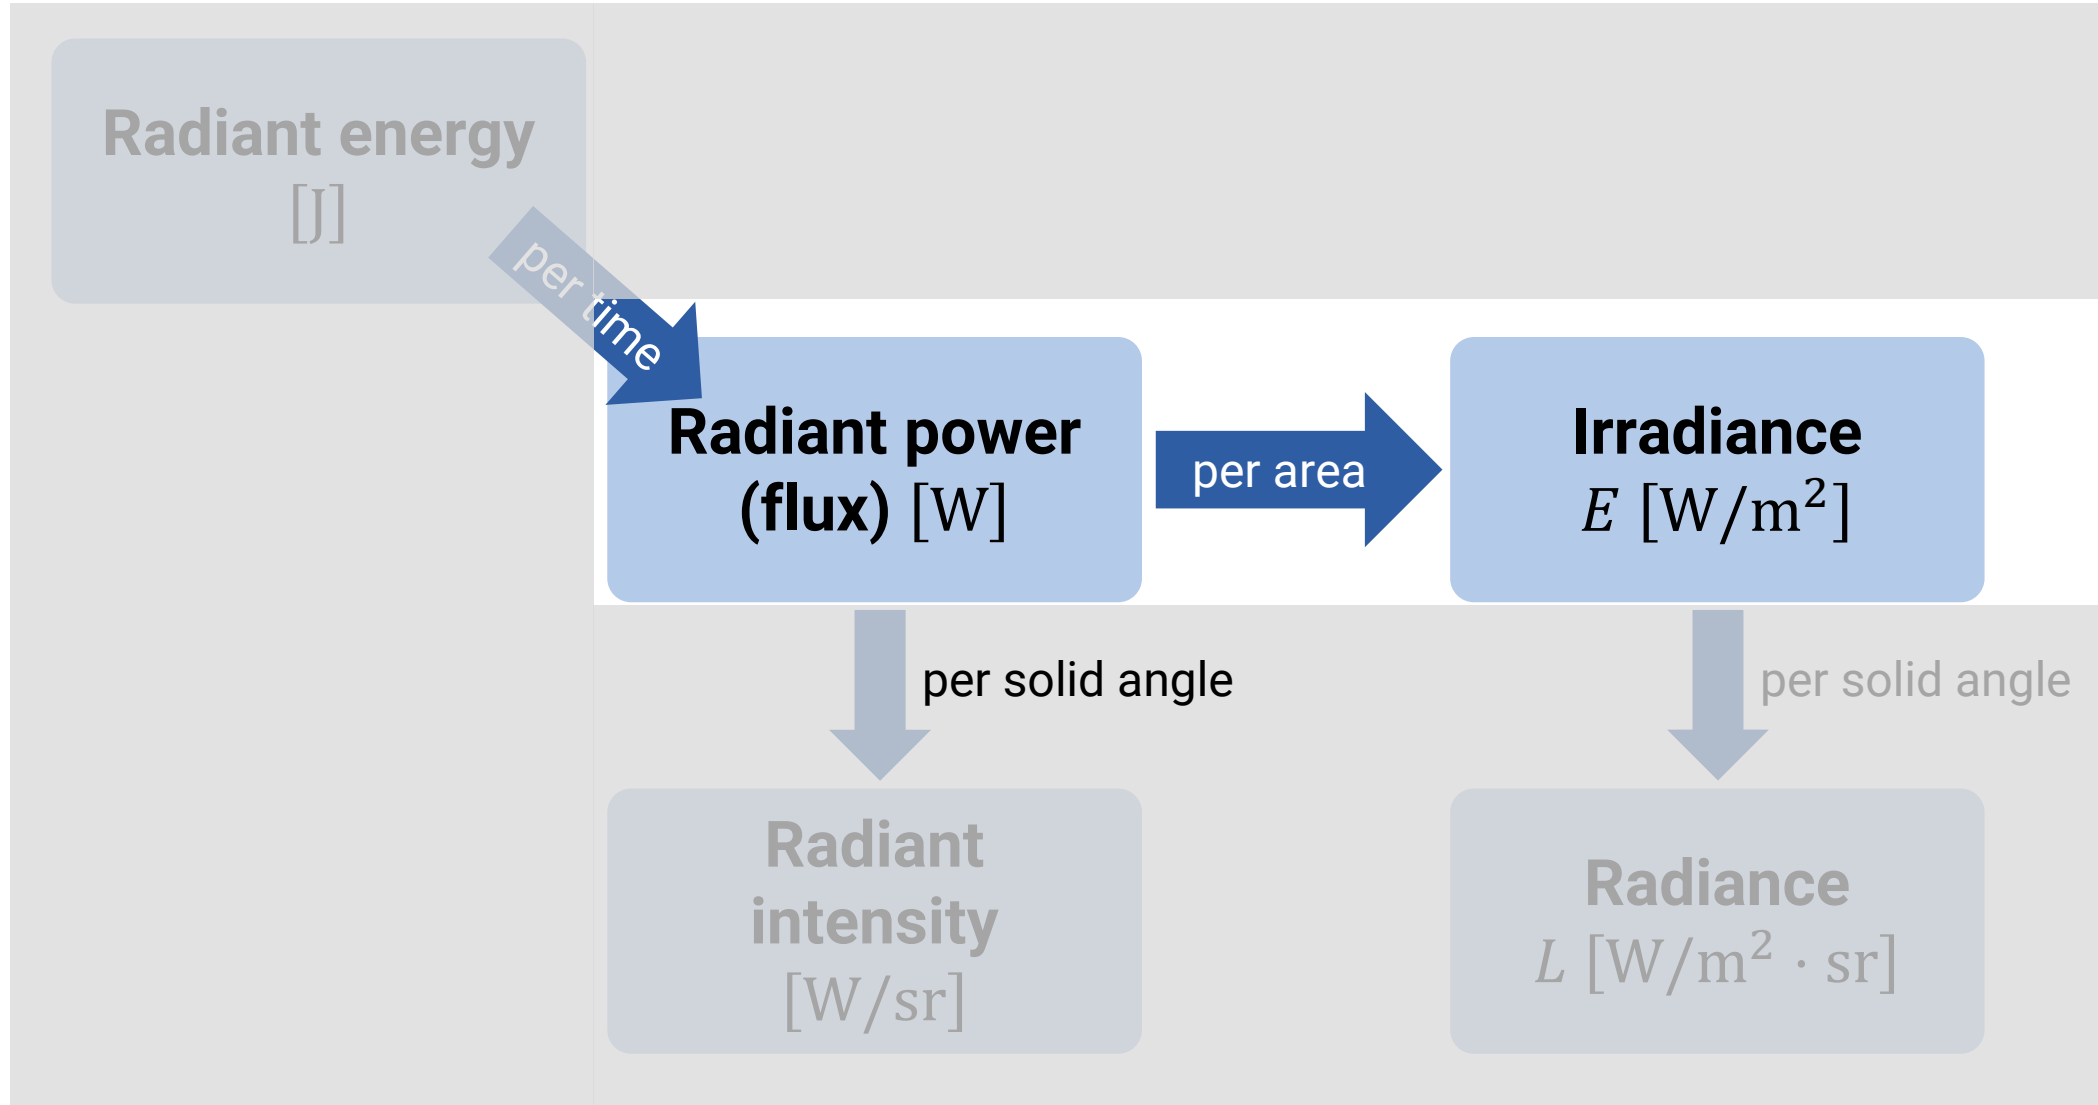 Radiant energy
[J]
per time
Radiant power
(flux) [W]
per area
Irradiance
E [W/m²]
per solid angle
per solid angle
Radiant
intensity
[W/sr]
Radiance
L [W/m² · sr]